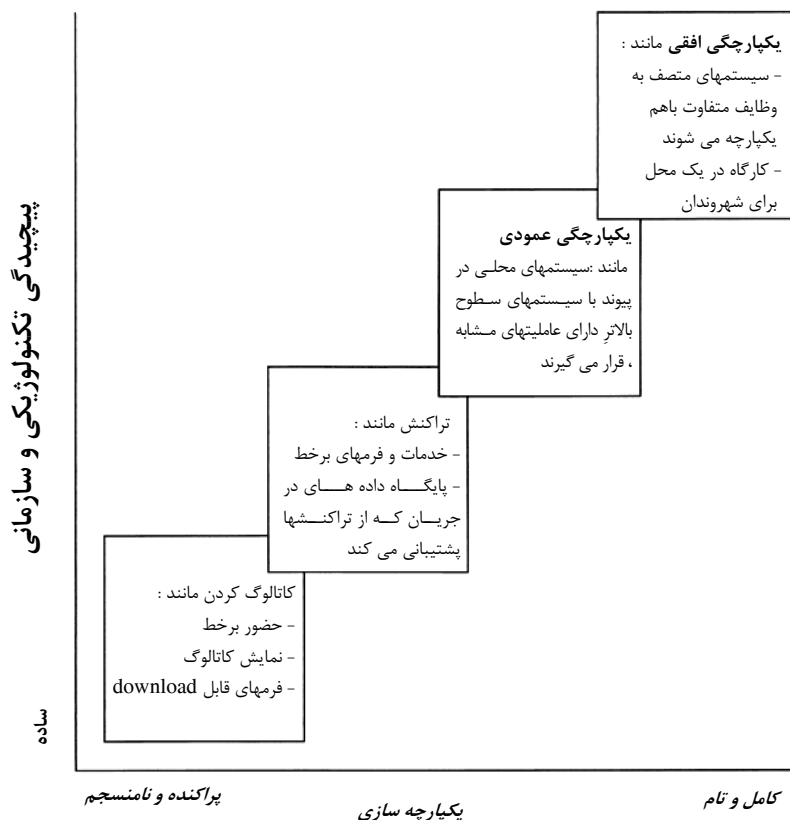 یکپارچگی افقی مانند :
- سیستمهای متصف به
وظایف متفاوت باهم
یکپارچه می شوند
- کارگاه در یک محل
برای شهروندان
یکپارچگی عمودی
مانند :سیستمهای محلی در
پیوند با سیستمهای سطوح
بالاترِ دارای عاملیتهای مشابه
، قرار می گیرند
تراکنش مانند :
- خدمات و فرمهای برخط
- پایگاه داده های در
جریان که از تراکنشها
پشتیبانی می کند
کاتالوگ کردن مانند :
- حضور برخط
- نمایش کاتالوگ
- فرمهای قابل download
پیچیدگی تکنولوژیکی و سازمانی
ساده
پراکنده و نامنسجم
یکپارچه سازی
کامل و تام